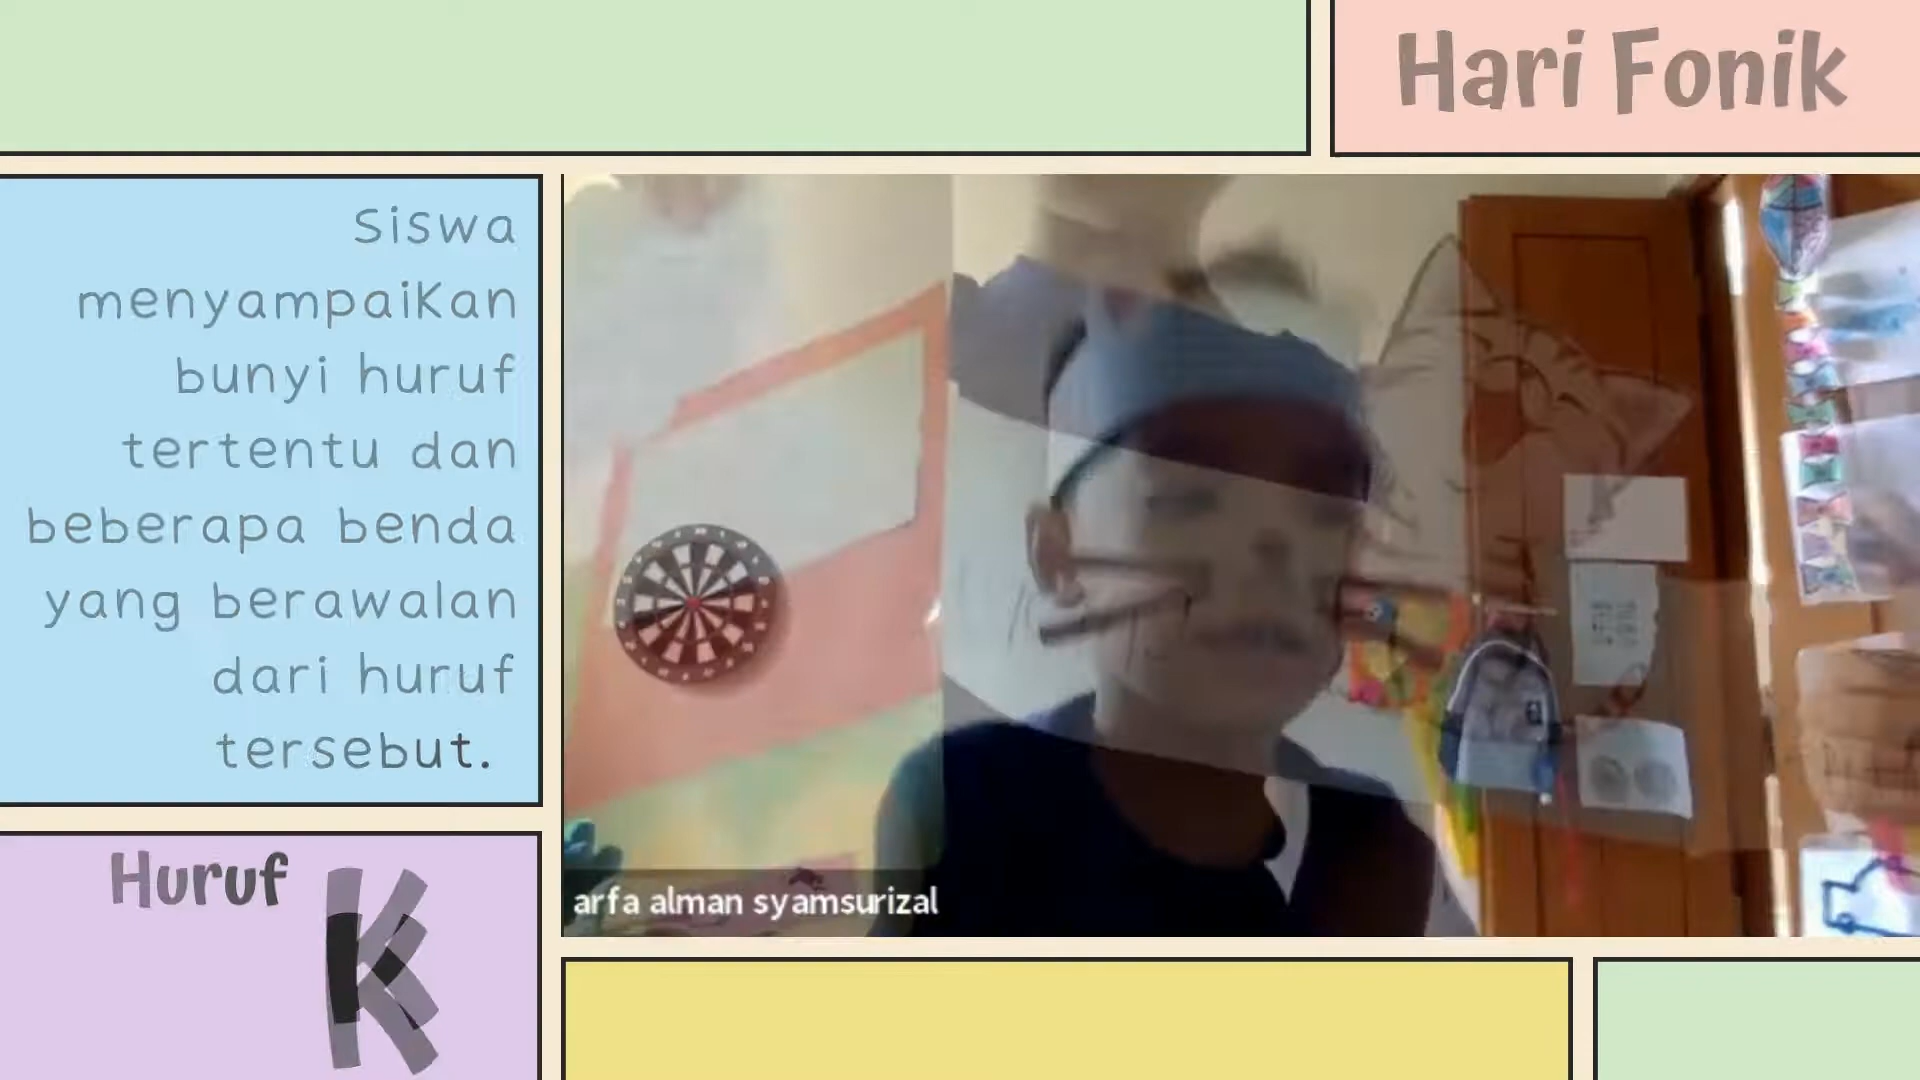 Hari Fonik
Siswa
menyampaikan
bunyi huruf
tertentu dan
beberapa benda
yang berawalan
dari huruf
tersebut.
Huruf
K
arfa alman syamsurizal